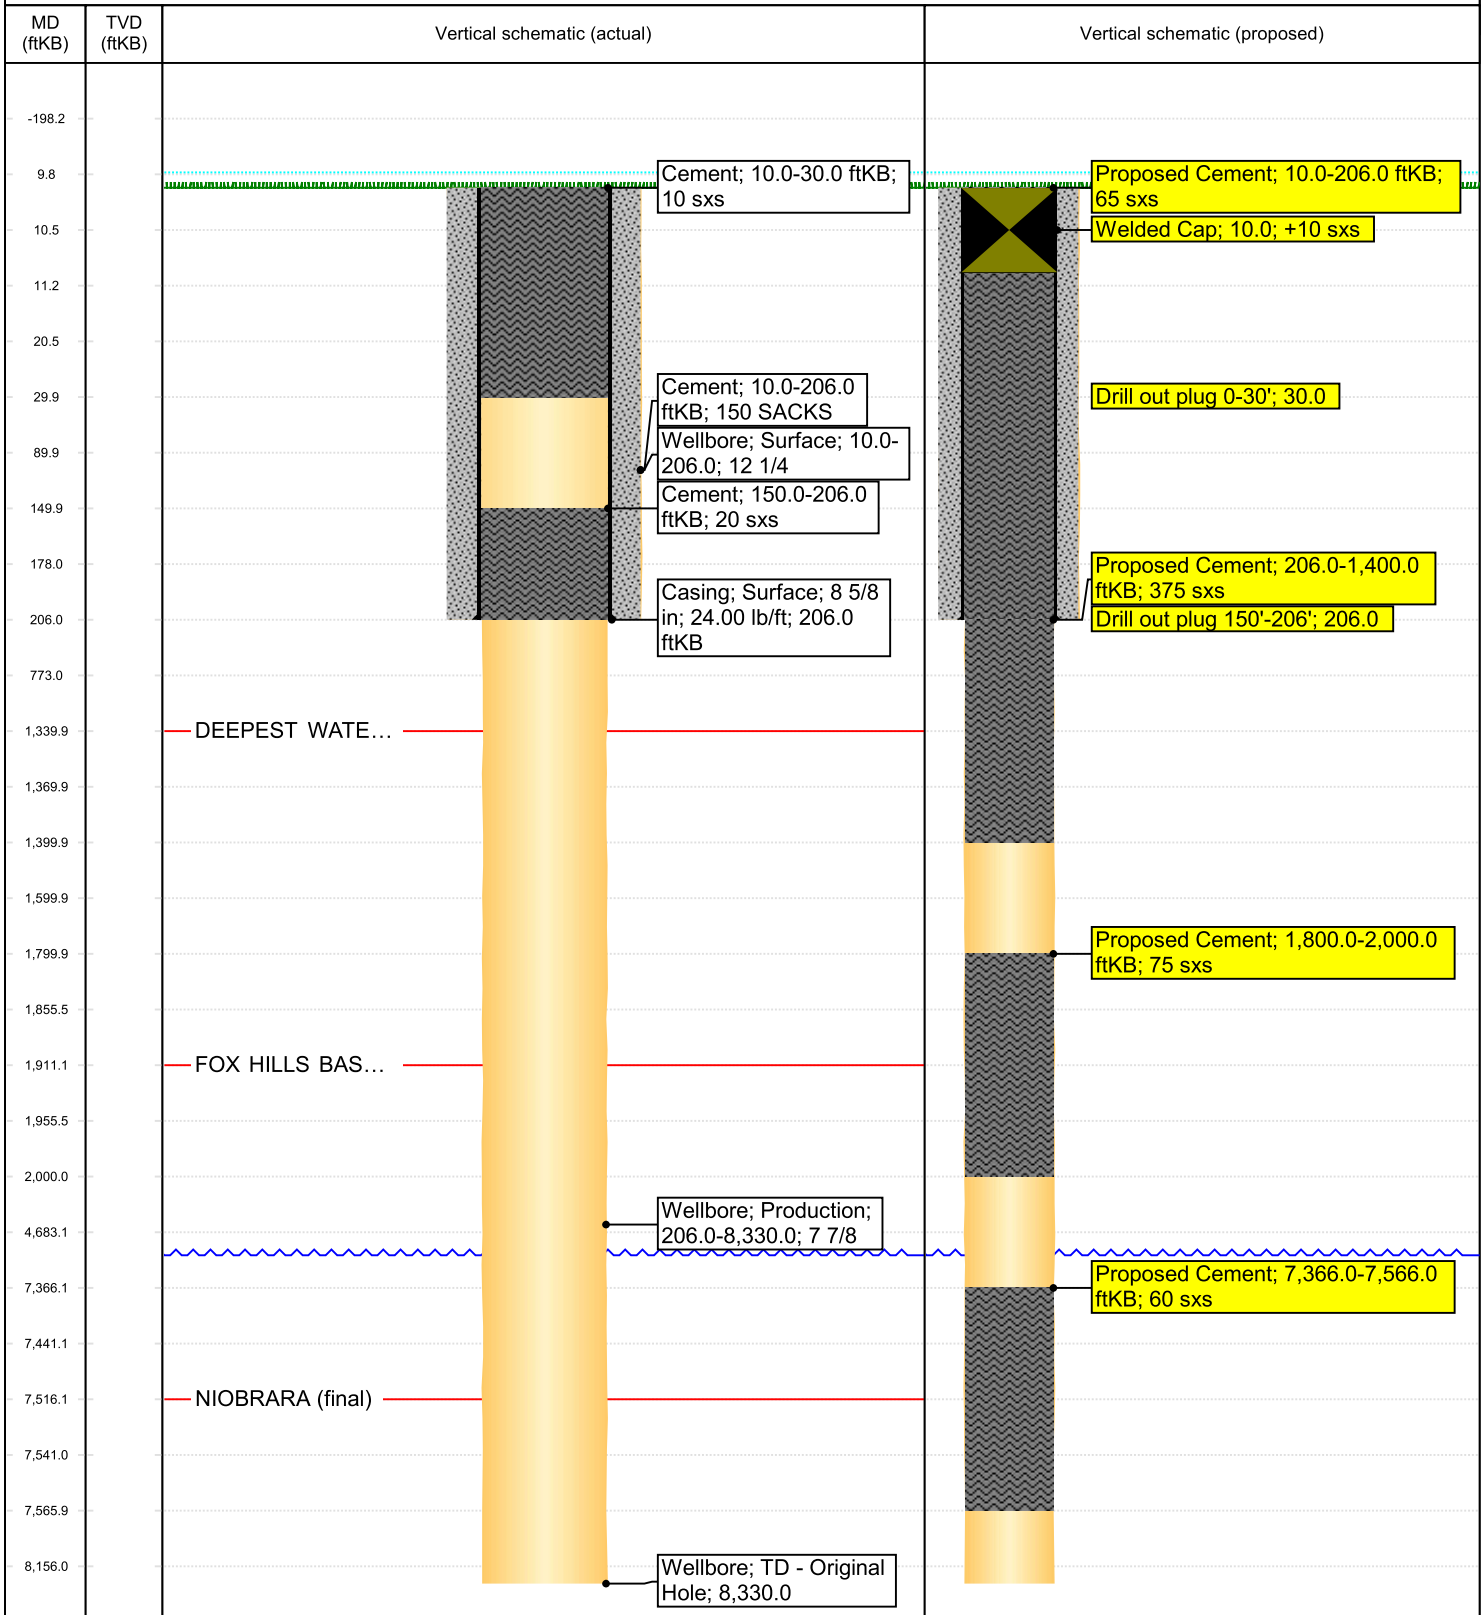 MD
(ftKB)
TVD
(ftKB)
Vertical schematic (actual)
Vertical schematic (proposed)
-198.2
9.8
10.5
11.2
20.5
29.9
89.9
149.9
178.0
206.0
773.0
1,339.9
1,369.9
1,399.9
1,599.9
1,799.9
1,855.5
1,911.1
1,955.5
2,000.0
4,683.1
7,366.1
7,441.1
7,516.1
7,541.0
7,565.9
8,156.0
DEEPEST WATE...
FOX HILLS BAS...
NIOBRARA (final)
Cement; 10.0-30.0 ftKB;
10 sxs
Cement; 10.0-206.0
ftKB; 150 SACKS
Wellbore; Surface; 10.0-
206.0; 12 1/4
Cement; 150.0-206.0
ftKB; 20 sxs
Casing; Surface; 8 5/8
in; 24.00 lb/ft; 206.0
ftKB
Wellbore; Production;
206.0-8,330.0; 7 7/8
Wellbore; TD - Original
Hole; 8,330.0
Proposed Cement; 10.0-206.0 ftKB;
65 sxs
Welded Cap; 10.0; +10 sxs
Drill out plug 0-30'; 30.0
Proposed Cement; 206.0-1,400.0
ftKB; 375 sxs
Drill out plug 150'-206'; 206.0
Proposed Cement; 1,800.0-2,000.0
ftKB; 75 sxs
Proposed Cement; 7,366.0-7,566.0
ftKB; 60 sxs